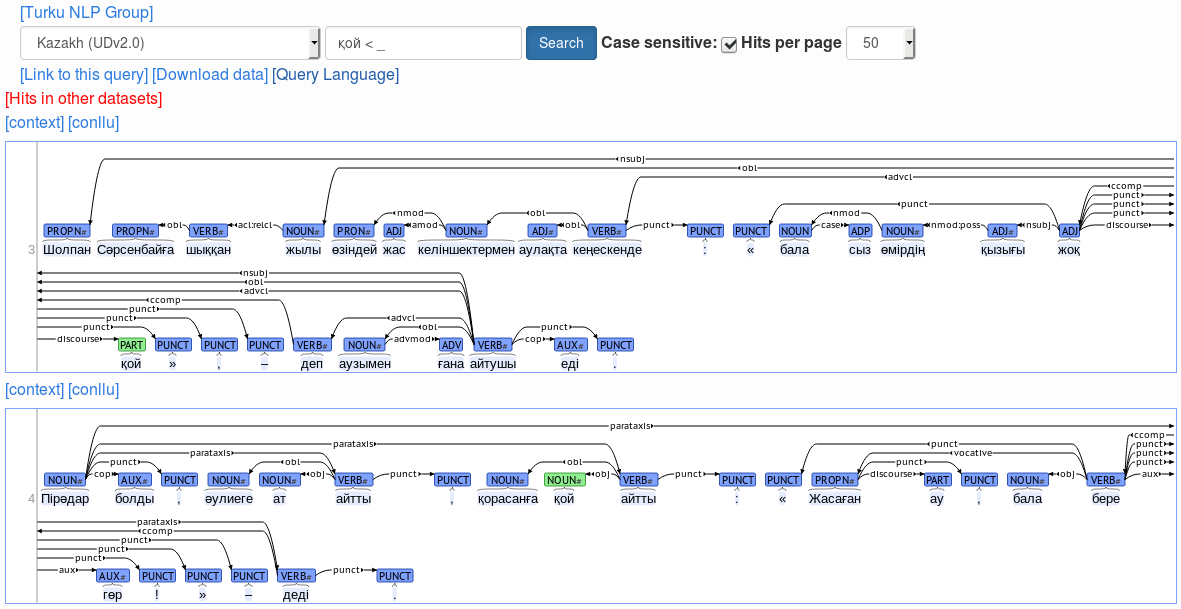 [Turku NLP Group]
Kazakh (UDv2.0) қой < _ Search Case sensitive: Hits per page 50
[Link to this query] [Download data] [Query Language]
[Hits in other datasets]
[context] [conllu]
nsubj
obl
advcl
ccomp
punct
nmod obl punct punct
nmod punct
PROPN# PROPN# obl VERB# acl:relcl NOUN# PRON# ADJ amod NOUN# ADJ# obl VERB# punct PUNCT PUNCT NOUN case ADP NOUN# nmod:poss ADJ# nsubj ADJ discourse
3 Шолпан Сәрсенбайға шыққан жылы өзіндей жас келіншектермен аулақта кеңескенде : « бала сыз өмірдің қызығы жоқ
nsubj
obl
advcl
ccomp
punct
punct advcl
punct obl punct
discourse PART PUNCT PUNCT PUNCT VERB# NOUN# advmod ADV VERB# cop AUX# PUNCT
қой » , – деп аузымен ғана айтушы еді .
[context] [conllu]
parataxis
ccomp
parataxis punct punct
parataxis vocative punct
punct obl obl punct punct
NOUN# cop AUX# PUNCT NOUN# NOUN# obj VERB# punct PUNCT NOUN# NOUN# obj VERB# punct PUNCT PUNCT PROPN# discourse PART PUNCT NOUN# obj VERB# aux
4 Пірәдар болды , әулиеге ат айтты , қорасанға қой айтты : « Жасаған ау , бала бере
parataxis
ccomp
punct
punct
punct
aux AUX# PUNCT PUNCT PUNCT VERB# punct PUNCT
гөр ! » – деді .